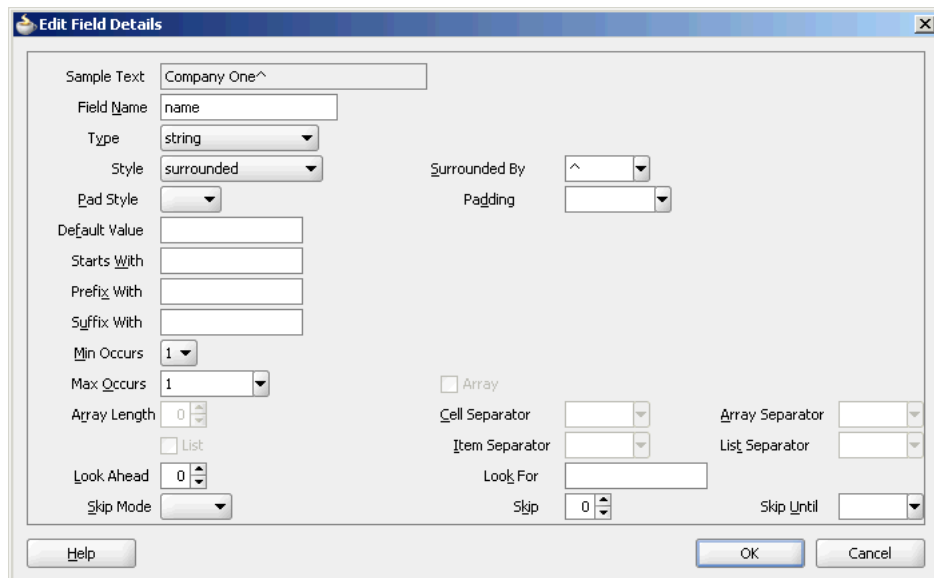 Edit Field Details
Sample Text Company One^
Field Name name
Type string
Style surrounded Surrounded By ^
Pad Style Padding
Default Value
Starts With
Prefix With
Suffix With
Min Occurs 1
Max Occurs 1 Array
Array Length 0 Cell Separator Array Separator
List Item Separator List Separator
Look Ahead 0 Look For
Skip Mode Skip 0 Skip Until
Help OK Cancel